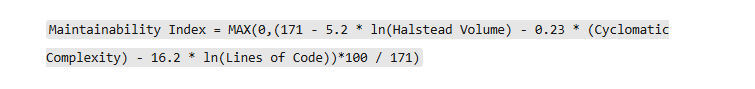 Maintainability Index = MAX(0,(171 - 5.2 * ln(Halstead Volume) - 0.23 * (Cyclomatic
Complexity) - 16.2 * ln(Lines of Code))*100 / 171)